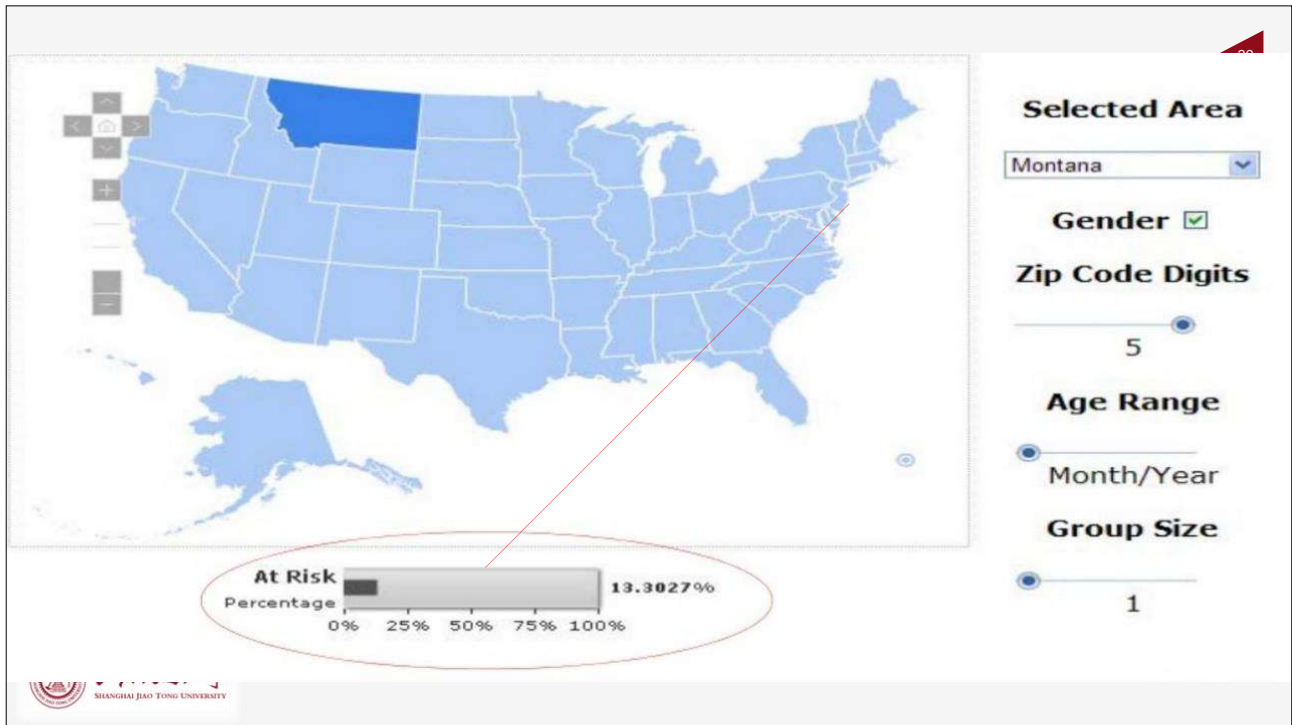 Selected Area
Montana
Gender
Zip Code Digits
5
Age Range
Month/Year
Group Size
1
At Risk
Percentage
13.3027%
0% 25% 50% 75% 100%
SHANGHAI JIAO TONG UNIVERSITY